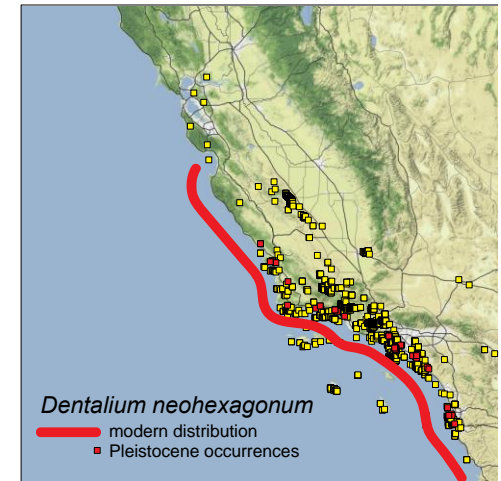 Dentalium neohexagonum
modern distribution
Pleistocene occurrences